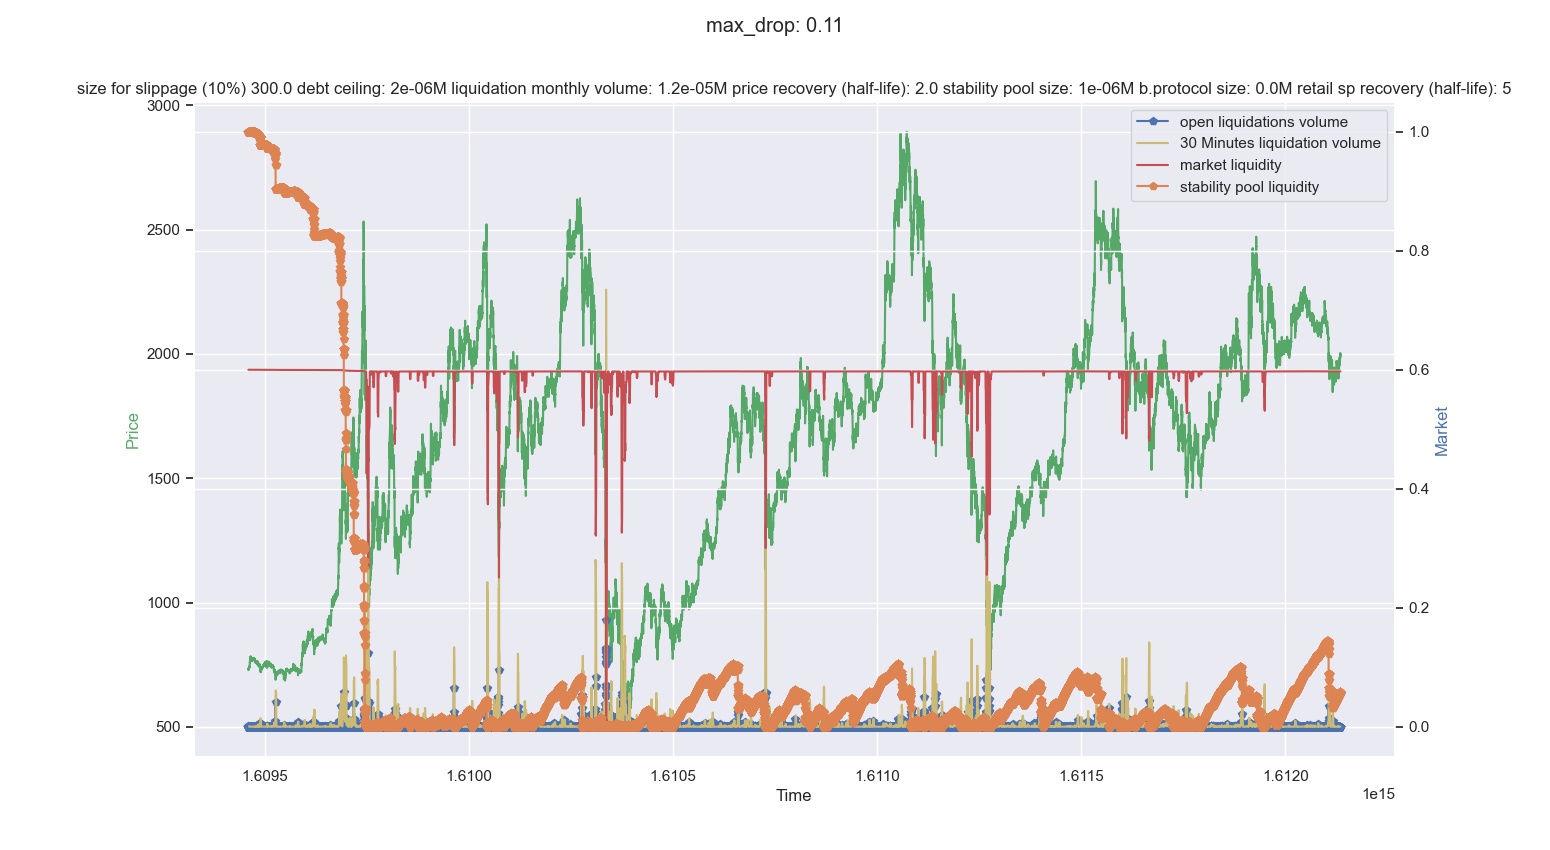 max_drop: 0.11
size for slippage (10%) 300.0 debt ceiling: 2e-06M liquidation monthly volume: 1.2e-05M price recovery (half-life): 2.0 stability pool size: 1e-06M b.protocol size: 0.0M retail sp recovery (half-life): 5
open liquidations volume
30 Minutes liquidation volume
market liquidity
stability pool liquidity
3000
2500
2000
1500
1000
500
Price
1.0
0.8
0.6
0.4
0.2
0.0
Market
1.6095 1.6100 1.6105 1.6110 1.6115 1.6120
Time
1e15